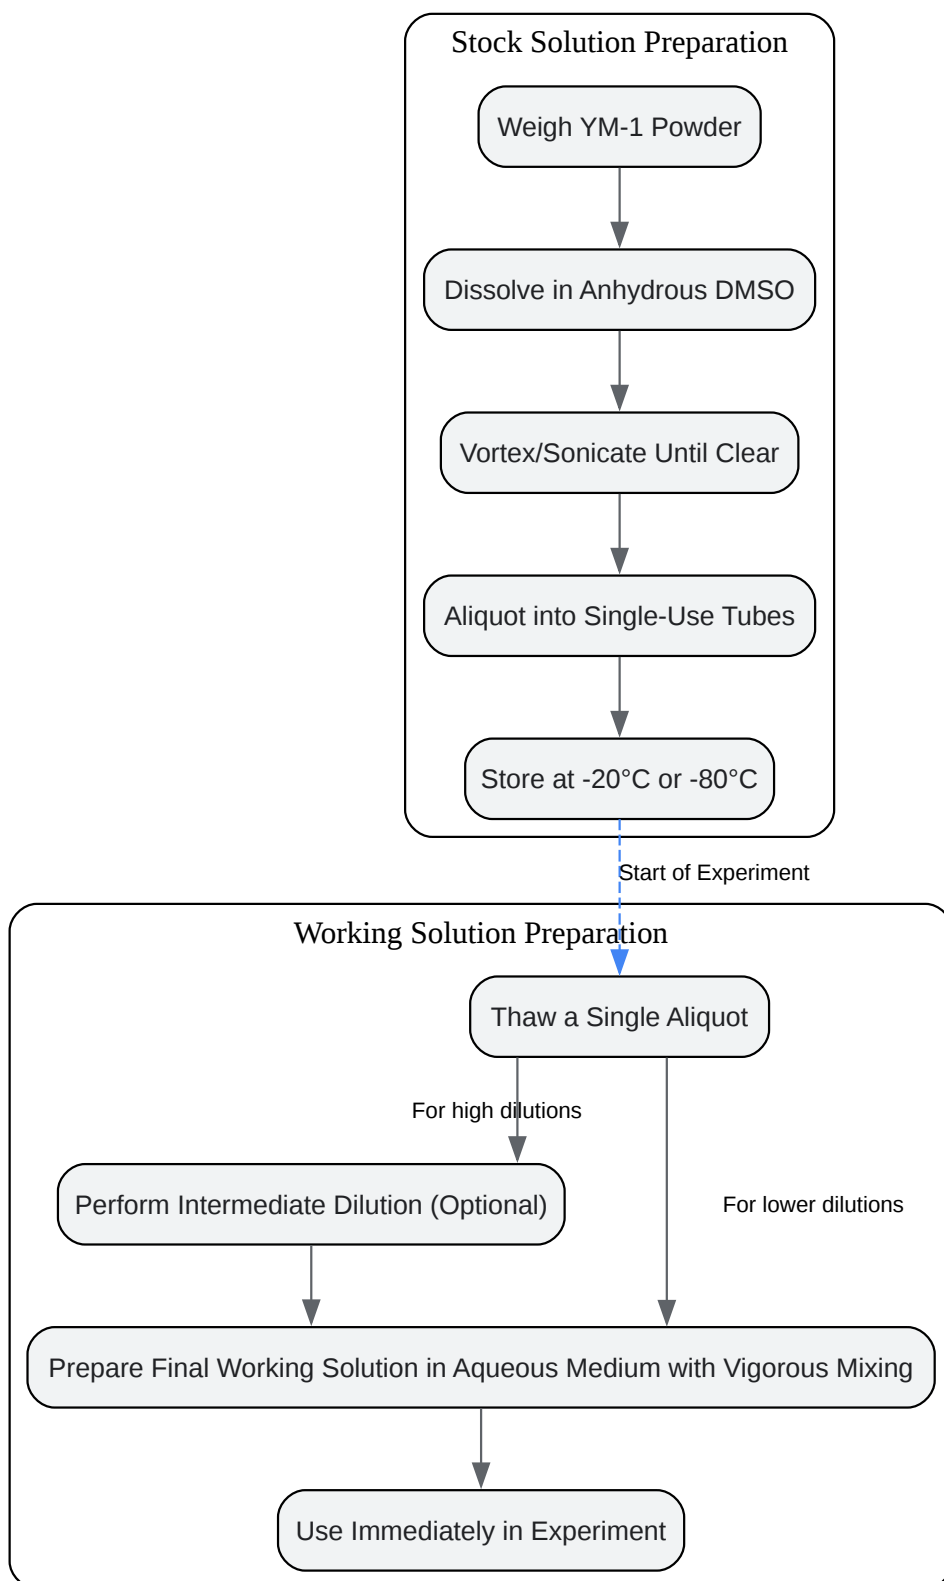 Stock Solution Preparation
Weigh YM-1 Powder
Dissolve in Anhydrous DMSO
Vortex/Sonicate Until Clear
Aliquot into Single-Use Tubes
Store at -20°C or -80°C
Start of Experiment
Working Solution Preparation
Thaw a Single Aliquot
For high dilutions
Perform Intermediate Dilution (Optional)
For lower dilutions
Prepare Final Working Solution in Aqueous Medium with Vigorous Mixing
Use Immediately in Experiment